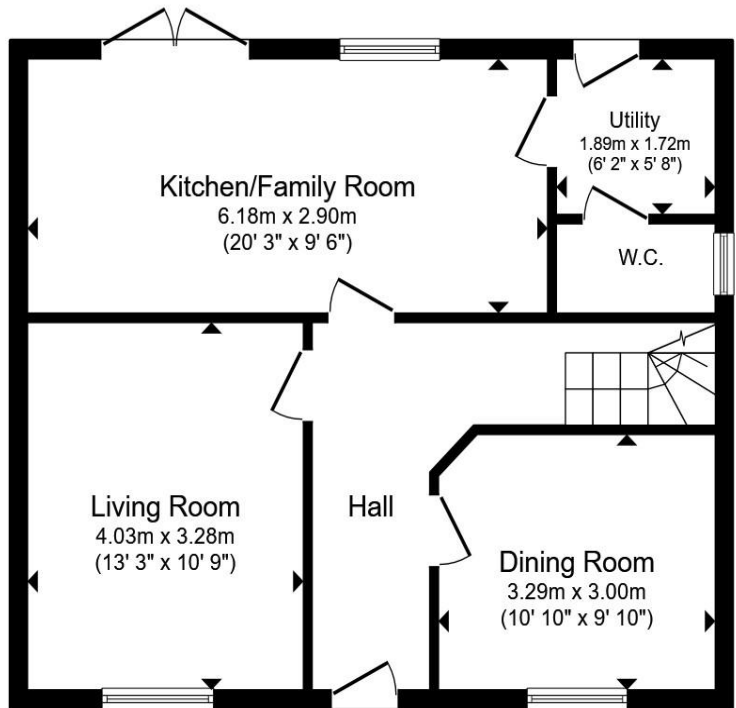 Kitchen/Family Room
6.18m x 2.90m
(20' 3" x 9' 6")
Utility
1.89m x 1.72m
(6' 2" x 5' 8")
W.C.
Living Room
4.03m x 3.28m
(13' 3" x 10' 9")
Hall
Dining Room
3.29m x 3.00m
(10' 10" x 9' 10")